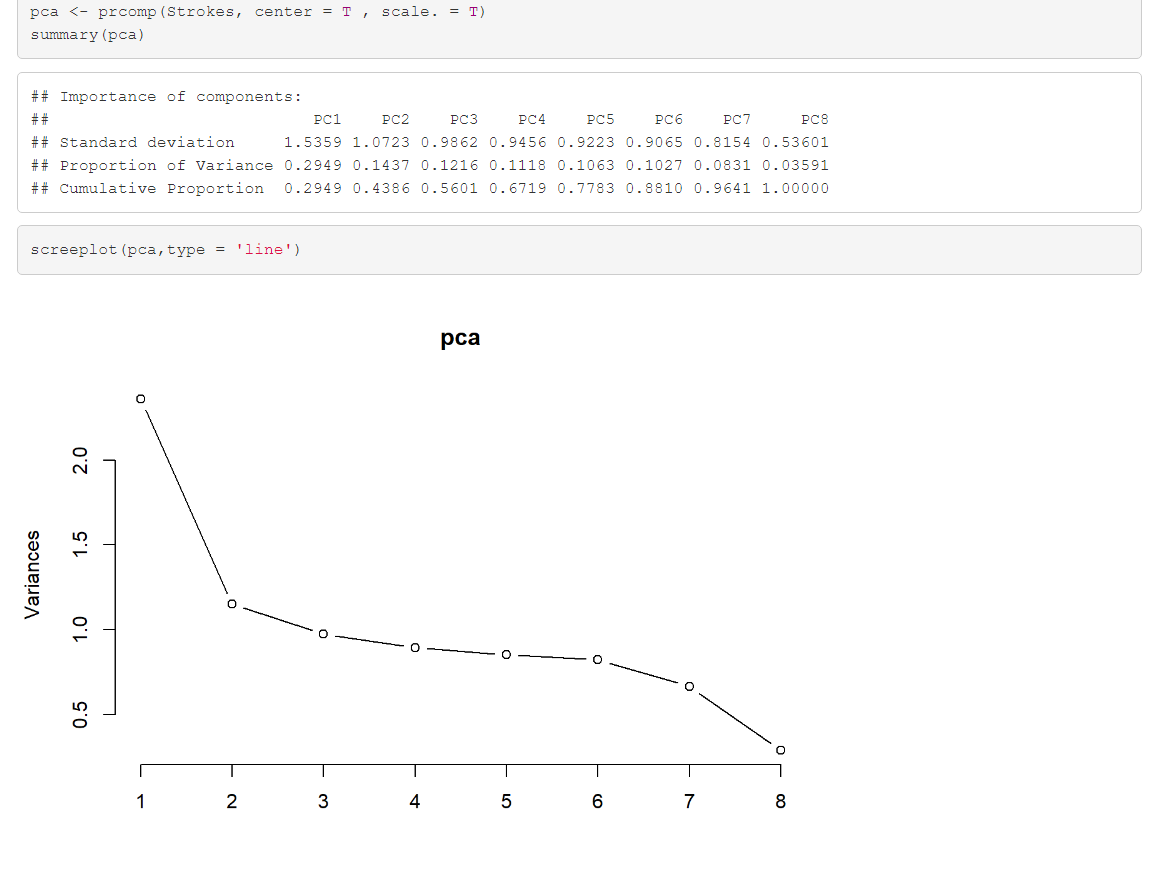 pca <- prcomp(Strokes, center = T , scale. = T)
summary(pca)
## Importance of components:
## PC1 PC2 PC3 PC4 PC5 PC6 PC7 PC8
## Standard deviation 1.5359 1.0723 0.9862 0.9456 0.9223 0.9065 0.8154 0.53601
## Proportion of Variance 0.2949 0.1437 0.1216 0.1118 0.1063 0.1027 0.0831 0.03591
## Cumulative Proportion 0.2949 0.4386 0.5601 0.6719 0.7783 0.8810 0.9641 1.00000
screeplot(pca,type = 'line')
pca
Variances
2.0
1.5
1.0
0.5
1 2 3 4 5 6 7 8